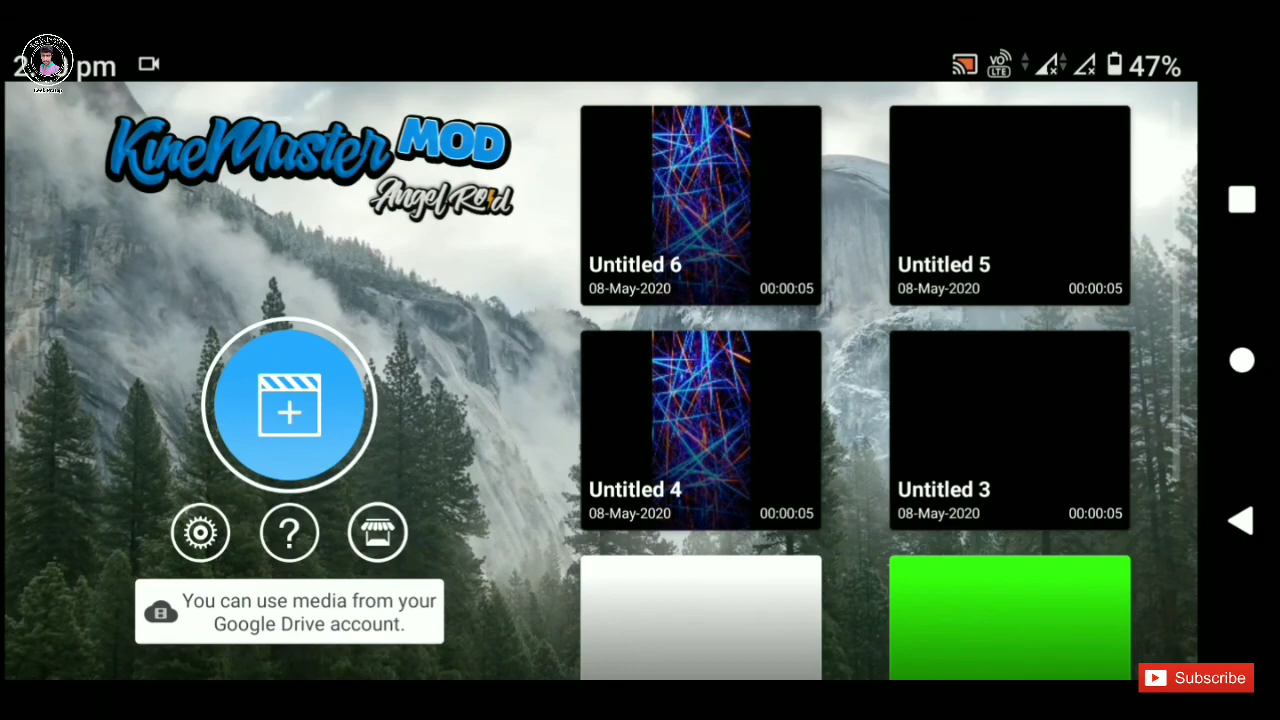 pm
47%
VO
LTE
KineMaster MOD
Angel Roid
Untitled 6
08-May-2020 00:00:05
Untitled 5
08-May-2020 00:00:05
Untitled 4
08-May-2020 00:00:05
Untitled 3
08-May-2020 00:00:05
?
You can use media from your
Google Drive account.
Subscribe